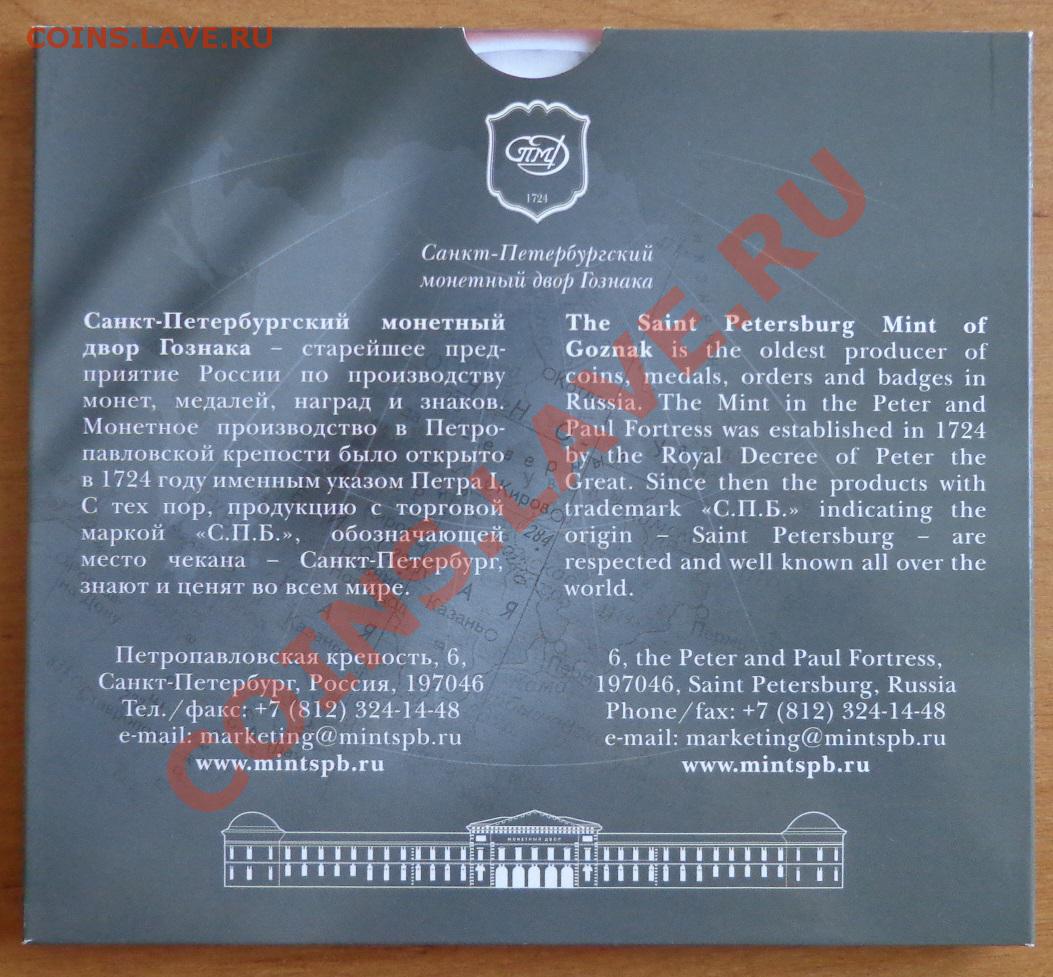 COINS.LAVE.RU
СПМД
1724
Санкт-Петербургский
монетный двор Гознака
Санкт-Петербургский монетный
двор Гознака – старейшее пред-
приятие России по производству
монет, медалей, наград и знаков.
Монетное производство в Петро-
павловской крепости было открыто
в 1724 году именным указом Петра I.
С тех пор, продукцию с торговой
маркой «С.П.Б.», обозначающей
место чекана – Санкт-Петербург,
знают и ценят во всем мире.
The Saint Petersburg Mint of
Goznak is the oldest producer of
coins, medals, orders and badges in
Russia. The Mint in the Peter and
Paul Fortress was established in 1724
by the Royal Decree of Peter the
Great. Since then the products with
trademark «С.П.Б.» indicating the
origin – Saint Petersburg – are
respected and well known all over the
world.
Петропавловская крепость, 6,
Санкт-Петербург, Россия, 197046
Тел./факс: +7 (812) 324-14-48
e-mail: marketing@mintspb.ru
www.mintspb.ru
6, the Peter and Paul Fortress,
197046, Saint Petersburg, Russia
Phone/fax: +7 (812) 324-14-48
e-mail: marketing@mintspb.ru
www.mintspb.ru
МОНЕТНЫЙ ДВОР
COINS.LAVE.RU